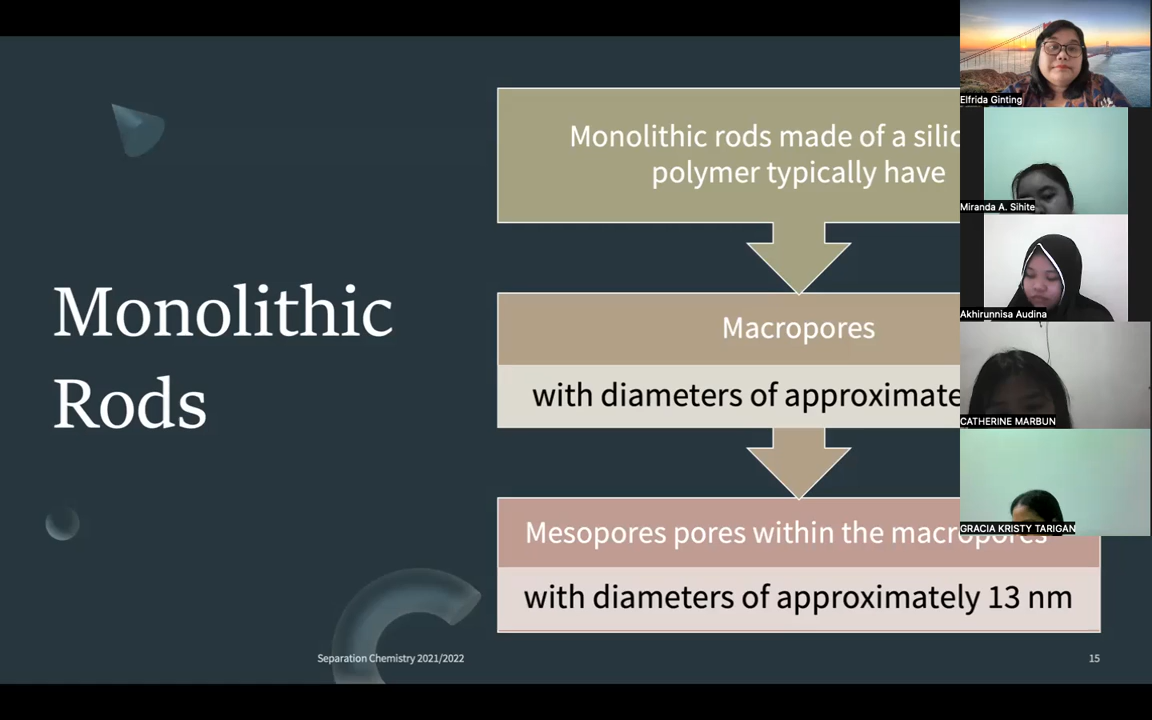 Monolithic
Rods
Monolithic rods made of a
polymer typically have
Macropores
with diameters of
Mesopores pores within the macropores
with diameters of approximately 13 nm
Separation Chemistry 2021/2022
15
Elfrida Ginting
Miranda A. Sihite
Akhirunnisa Audina
CATHERINE MARBUN
GRACIA KRISTY TARIGAN